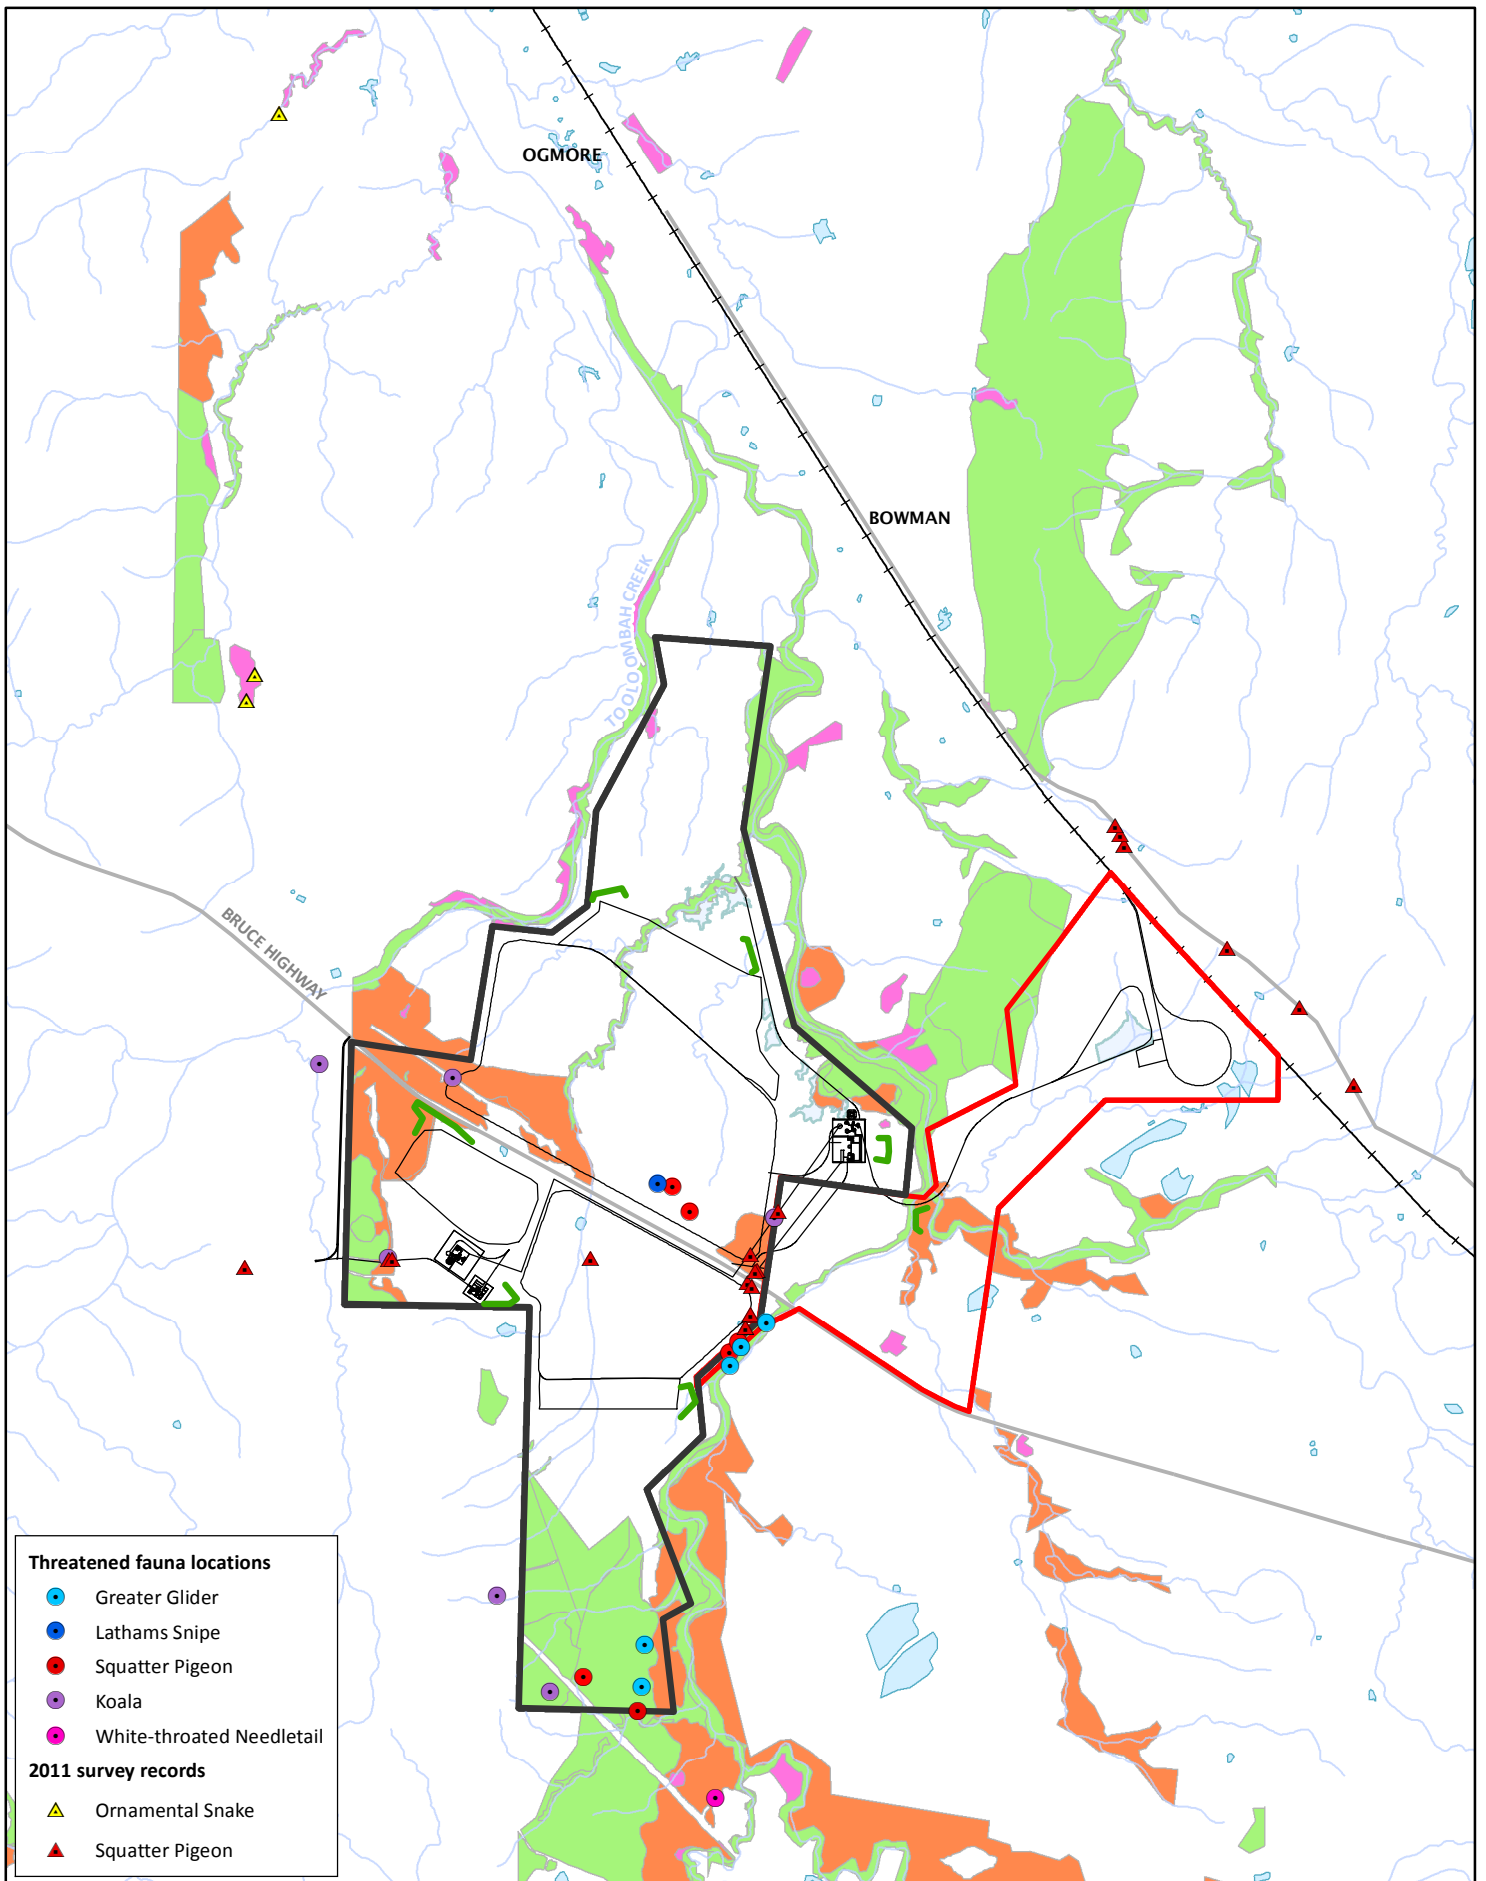 OGMORE
BOWMAN
TOOLOOMBAH CREEK
BRUCE HIGHWAY
Threatened fauna locations
Greater Glider
Lathams Snipe
Squatter Pigeon
Koala
White-throated Needletail
2011 survey records
Ornamental Snake
Squatter Pigeon